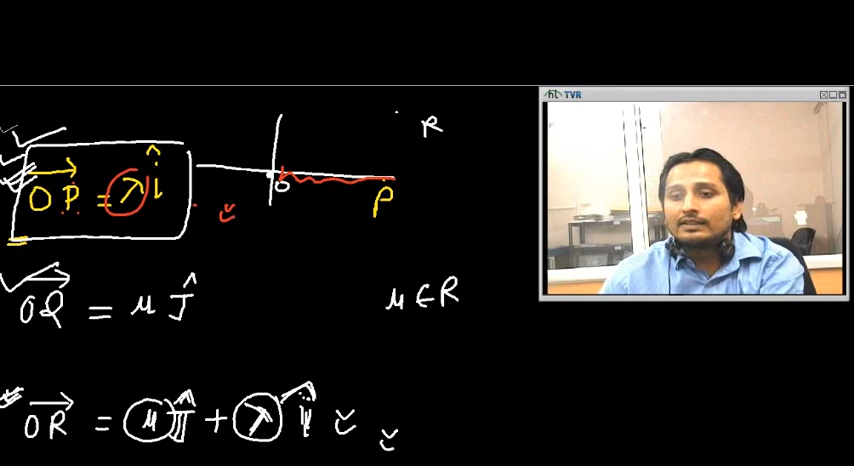 TVR
R
OP = λ î
O
P
OQ = μ Ĵ
μ ∈ R
OR = μ Ĵ + λ î